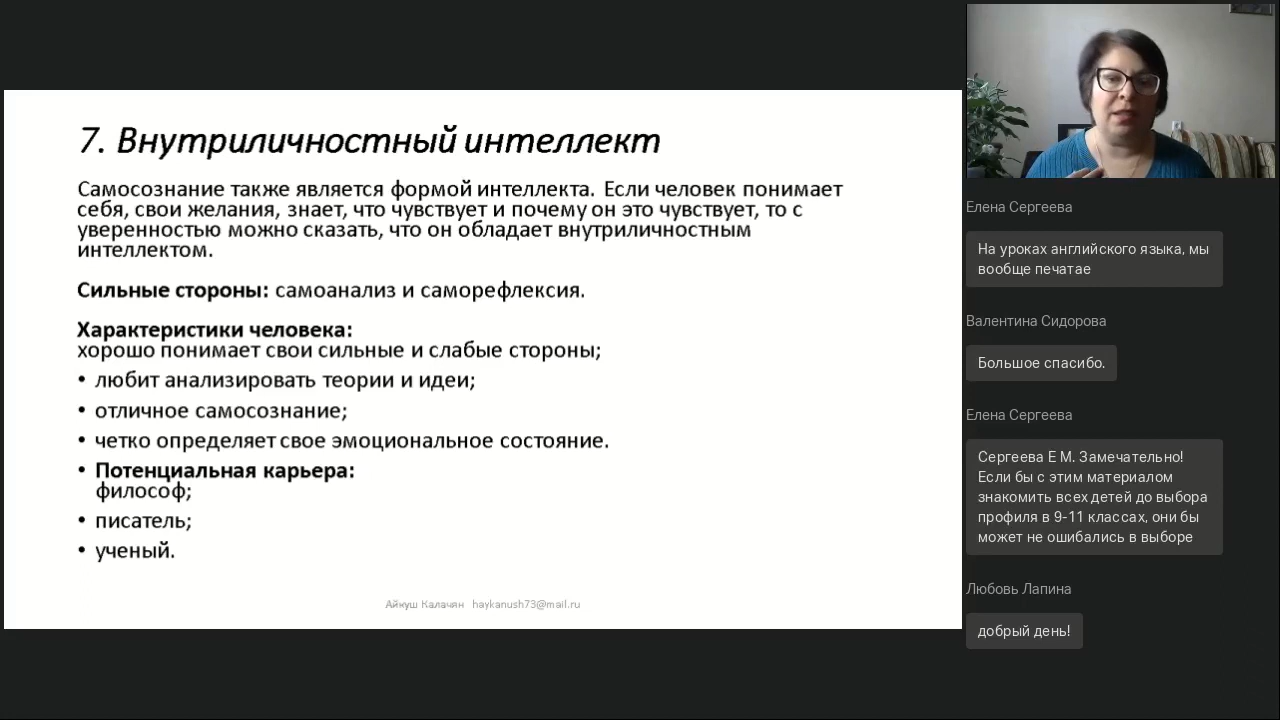 7. Внутриличностный интеллект
Самосознание также является формой интеллекта. Если человек понимает
себя, свои желания, знает, что чувствует и почему он это чувствует, то с
уверенностью можно сказать, что он обладает внутриличностным
интеллектом.
Сильные стороны: самоанализ и саморефлексия.
Характеристики человека:
хорошо понимает свои сильные и слабые стороны;
• любит анализировать теории и идеи;
• отличное самосознание;
• четко определяет свое эмоциональное состояние.
• Потенциальная карьера:
философ;
• писатель;
• ученый.
Айкуш Калачян haykanush73@mail.ru
Елена Сергеева
На уроках английского языка, мы
вообще печатае
Валентина Сидорова
Большое спасибо.
Елена Сергеева
Сергеева Е М. Замечательно!
Если бы с этим материалом
знакомить всех детей до выбора
профиля в 9-11 классах, они бы
может не ошибались в выборе
Любовь Лапина
добрый день!